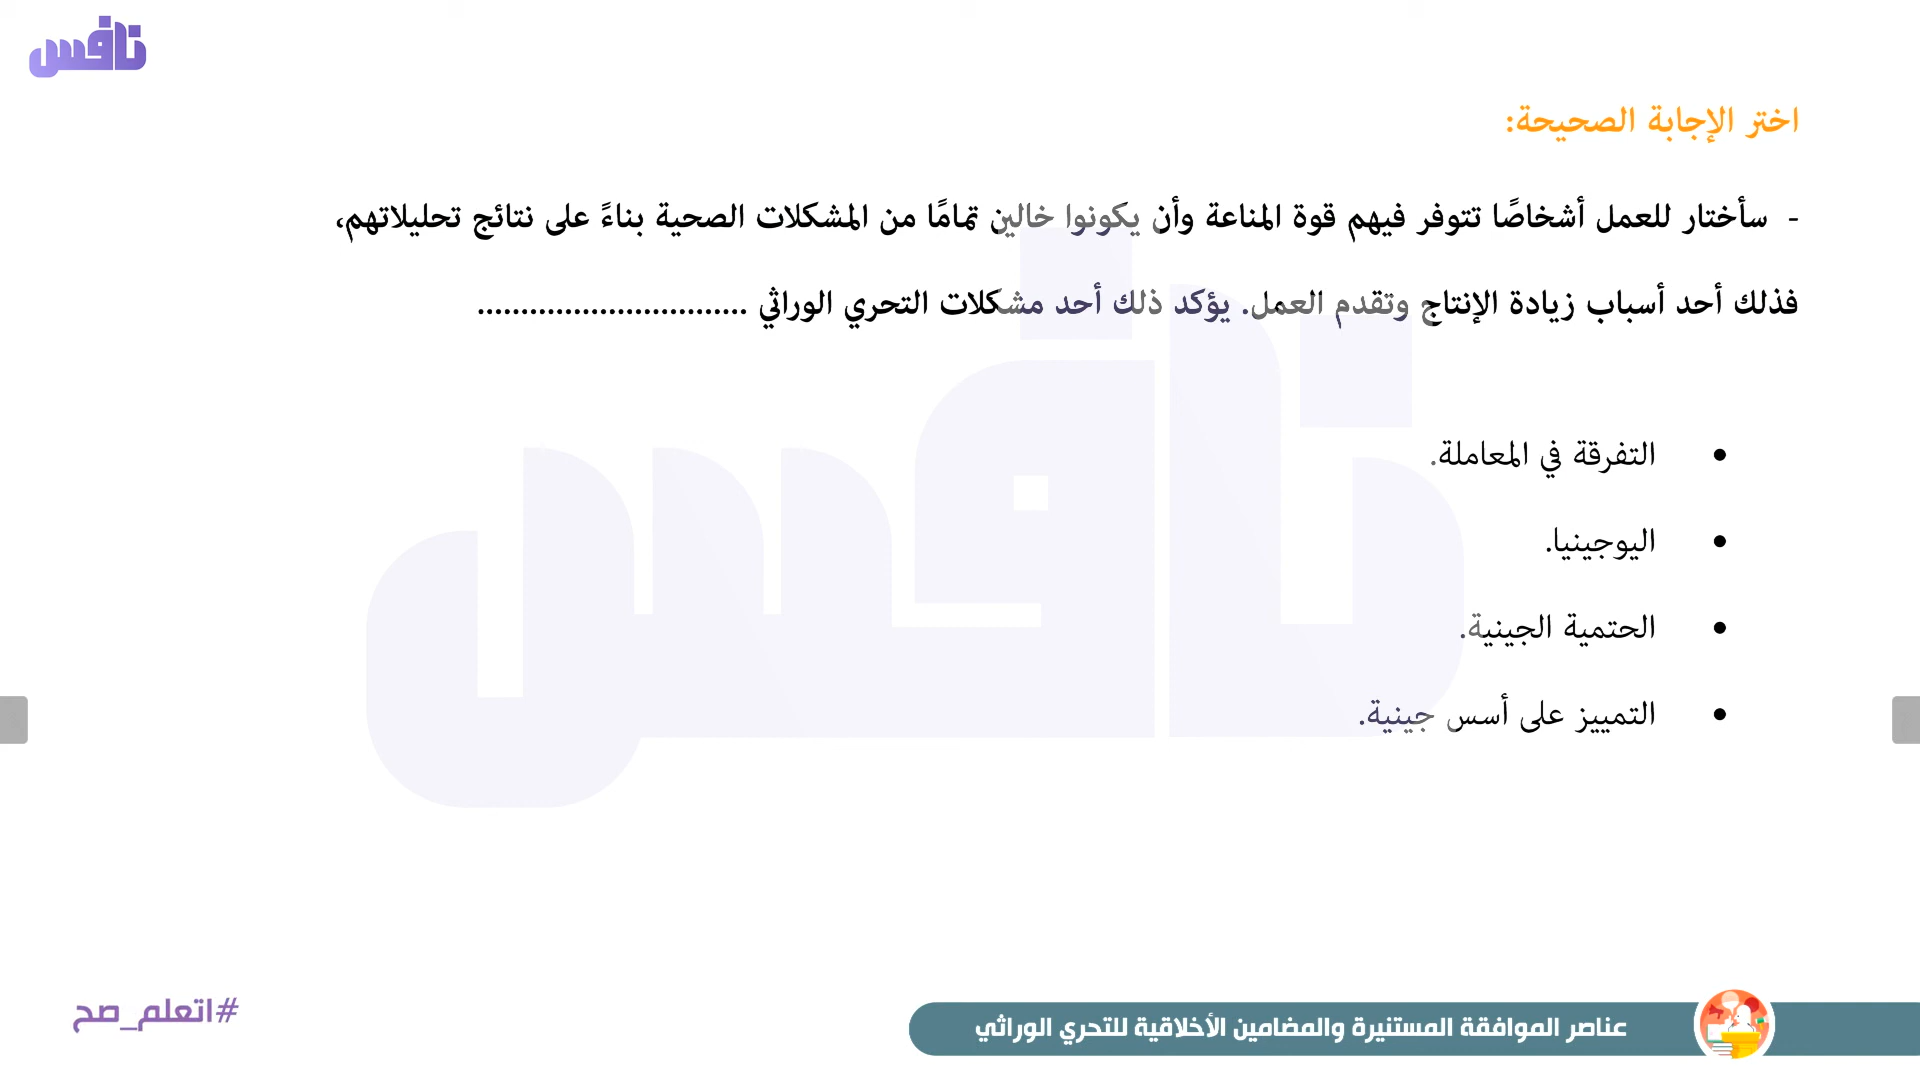 نافس
اختر الإجابة الصحيحة:
- سأختار للعمل أشخاصًا تتوفر فيهم قوة المناعة وأن يكونوا خالين تمامًا من المشكلات الصحية بناءً على نتائج تحليلاتهم،
فذلك أحد أسباب زيادة الإنتاج وتقدم العمل. يؤكد ذلك أحد مشكلات التحري الوراثي ..............................
• التفرقة في المعاملة.
• اليوجينيا.
• الحتمية الجينية.
• التمييز على أسس جينية.
نافس
عناصر الموافقة المستنيرة والمضامين الأخلاقية للتحري الوراثي
#اتعلم_صح